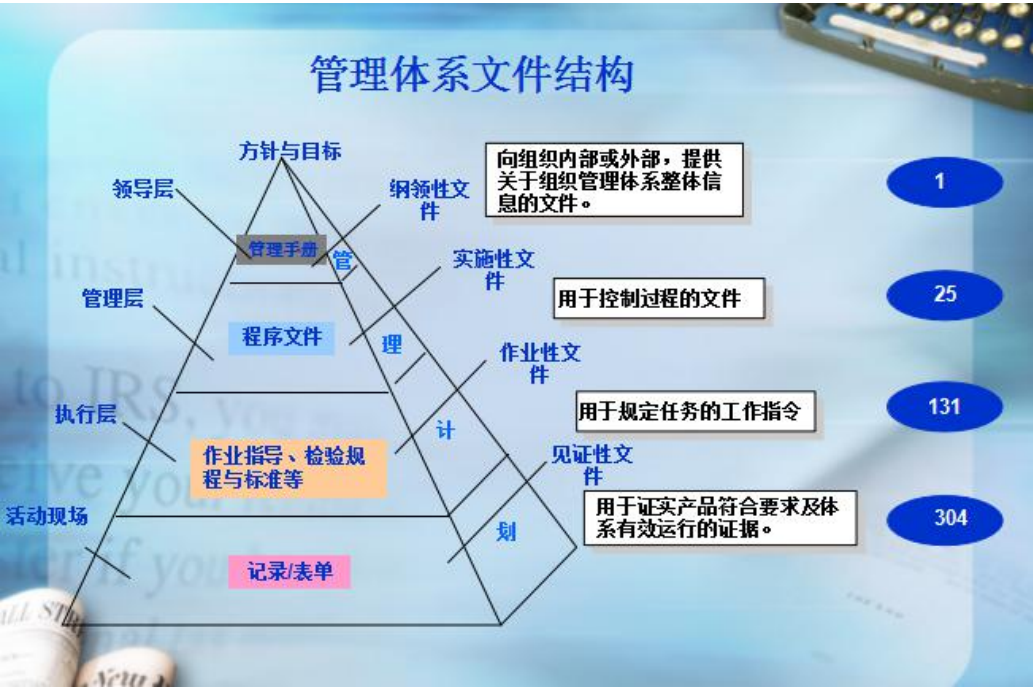 管理体系文件结构
方针与目标
领导层
纲领性文
件
向组织内部或外部，提供
关于组织管理体系整体信
息的文件。
1
管理手册
管
管理层
实施性文
件
用于控制过程的文件
25
程序文件
理
执行层
作业性文
件
用于规定任务的工作指令
131
作业指导、检验规
程与标准等
计
活动现场
见证性文
件
用于证实产品符合要求及体
系有效运行的证据。
304
记录/表单
划
to IRS, you